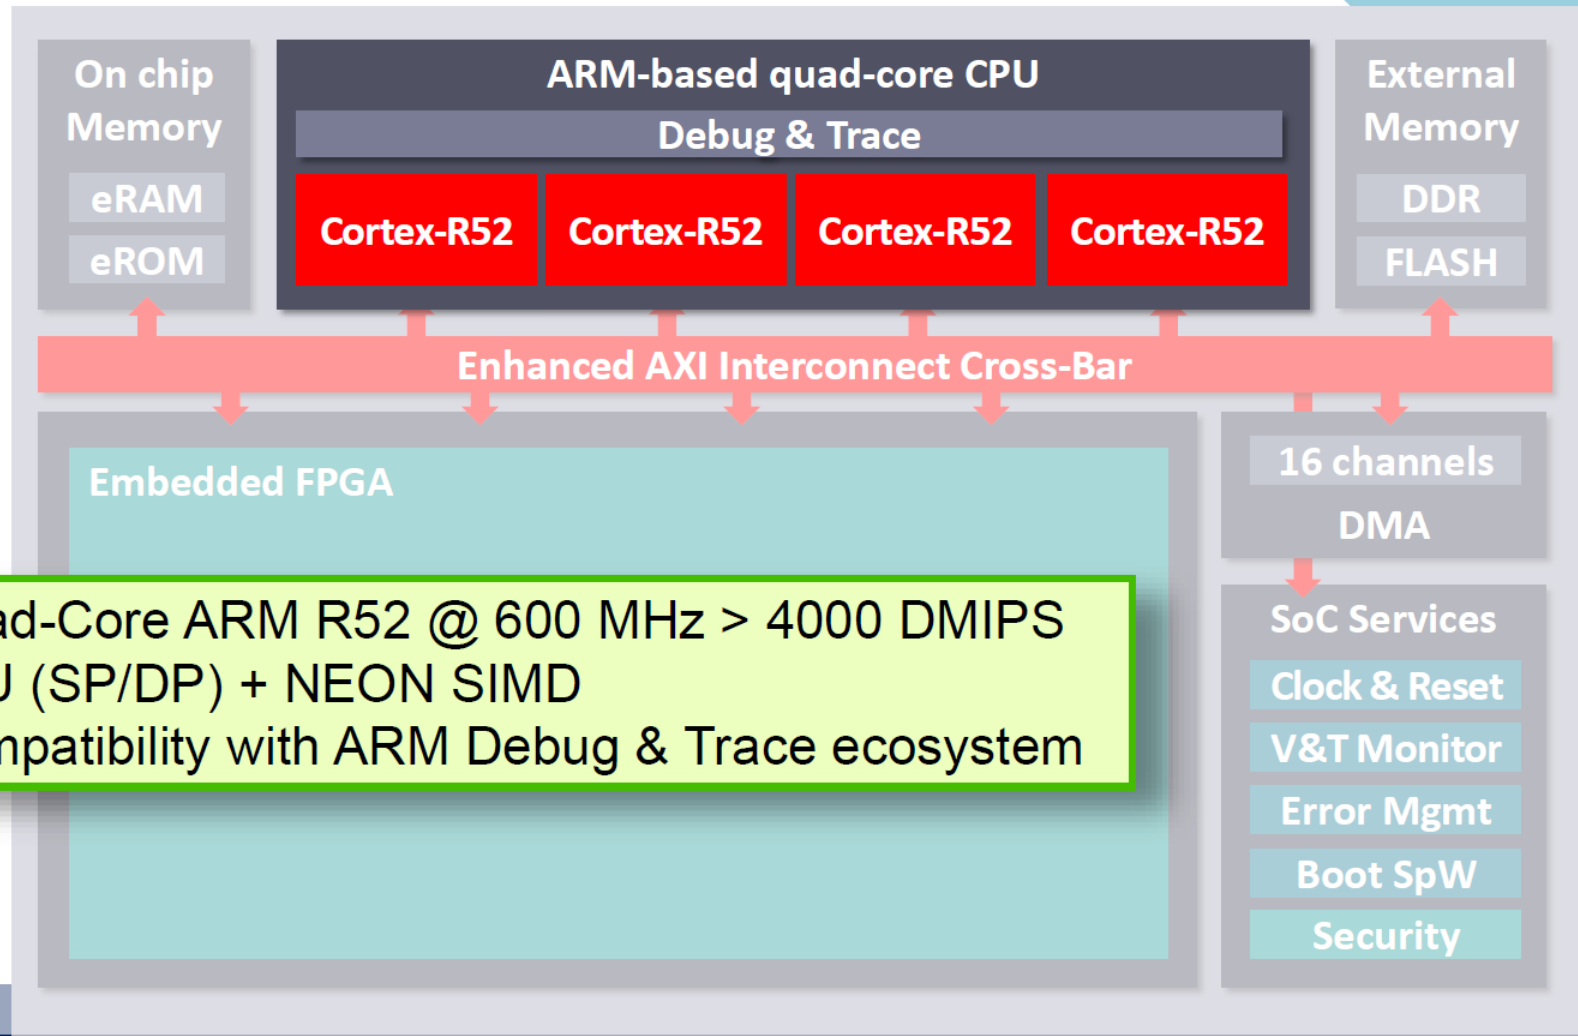 On chip
Memory
eRAM
eROM
ARM-based quad-core CPU
Debug & Trace
Cortex-R52 Cortex-R52 Cortex-R52 Cortex-R52
External
Memory
DDR
FLASH
Enhanced AXI Interconnect Cross-Bar
Embedded FPGA
ad-Core ARM R52 @ 600 MHz > 4000 DMIPS
U (SP/DP) + NEON SIMD
mpatibility with ARM Debug & Trace ecosystem
16 channels
DMA
SoC Services
Clock & Reset
V&T Monitor
Error Mgmt
Boot SpW
Security